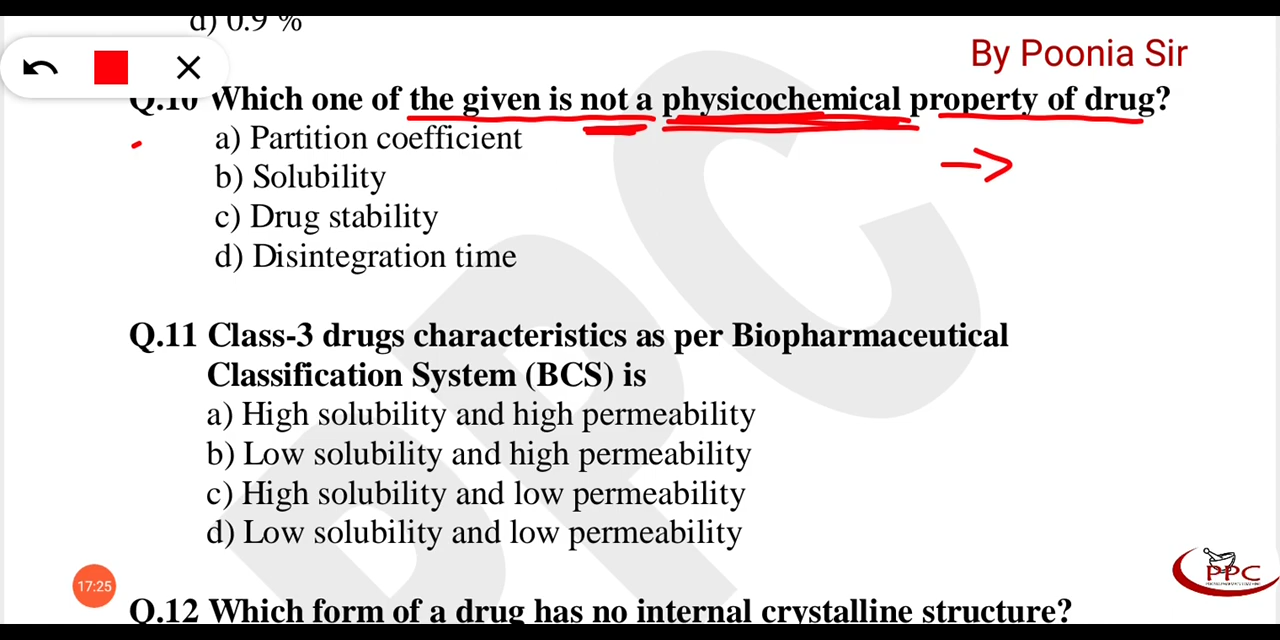 d) 0.9 %
By Poonia Sir
Q.10 Which one of the given is not a physicochemical property of drug?
a) Partition coefficient
b) Solubility
c) Drug stability
d) Disintegration time
Q.11 Class-3 drugs characteristics as per Biopharmaceutical
Classification System (BCS) is
a) High solubility and high permeability
b) Low solubility and high permeability
c) High solubility and low permeability
d) Low solubility and low permeability
17:25
PPC
Q.12 Which form of a drug has no internal crystalline structure?
PPC